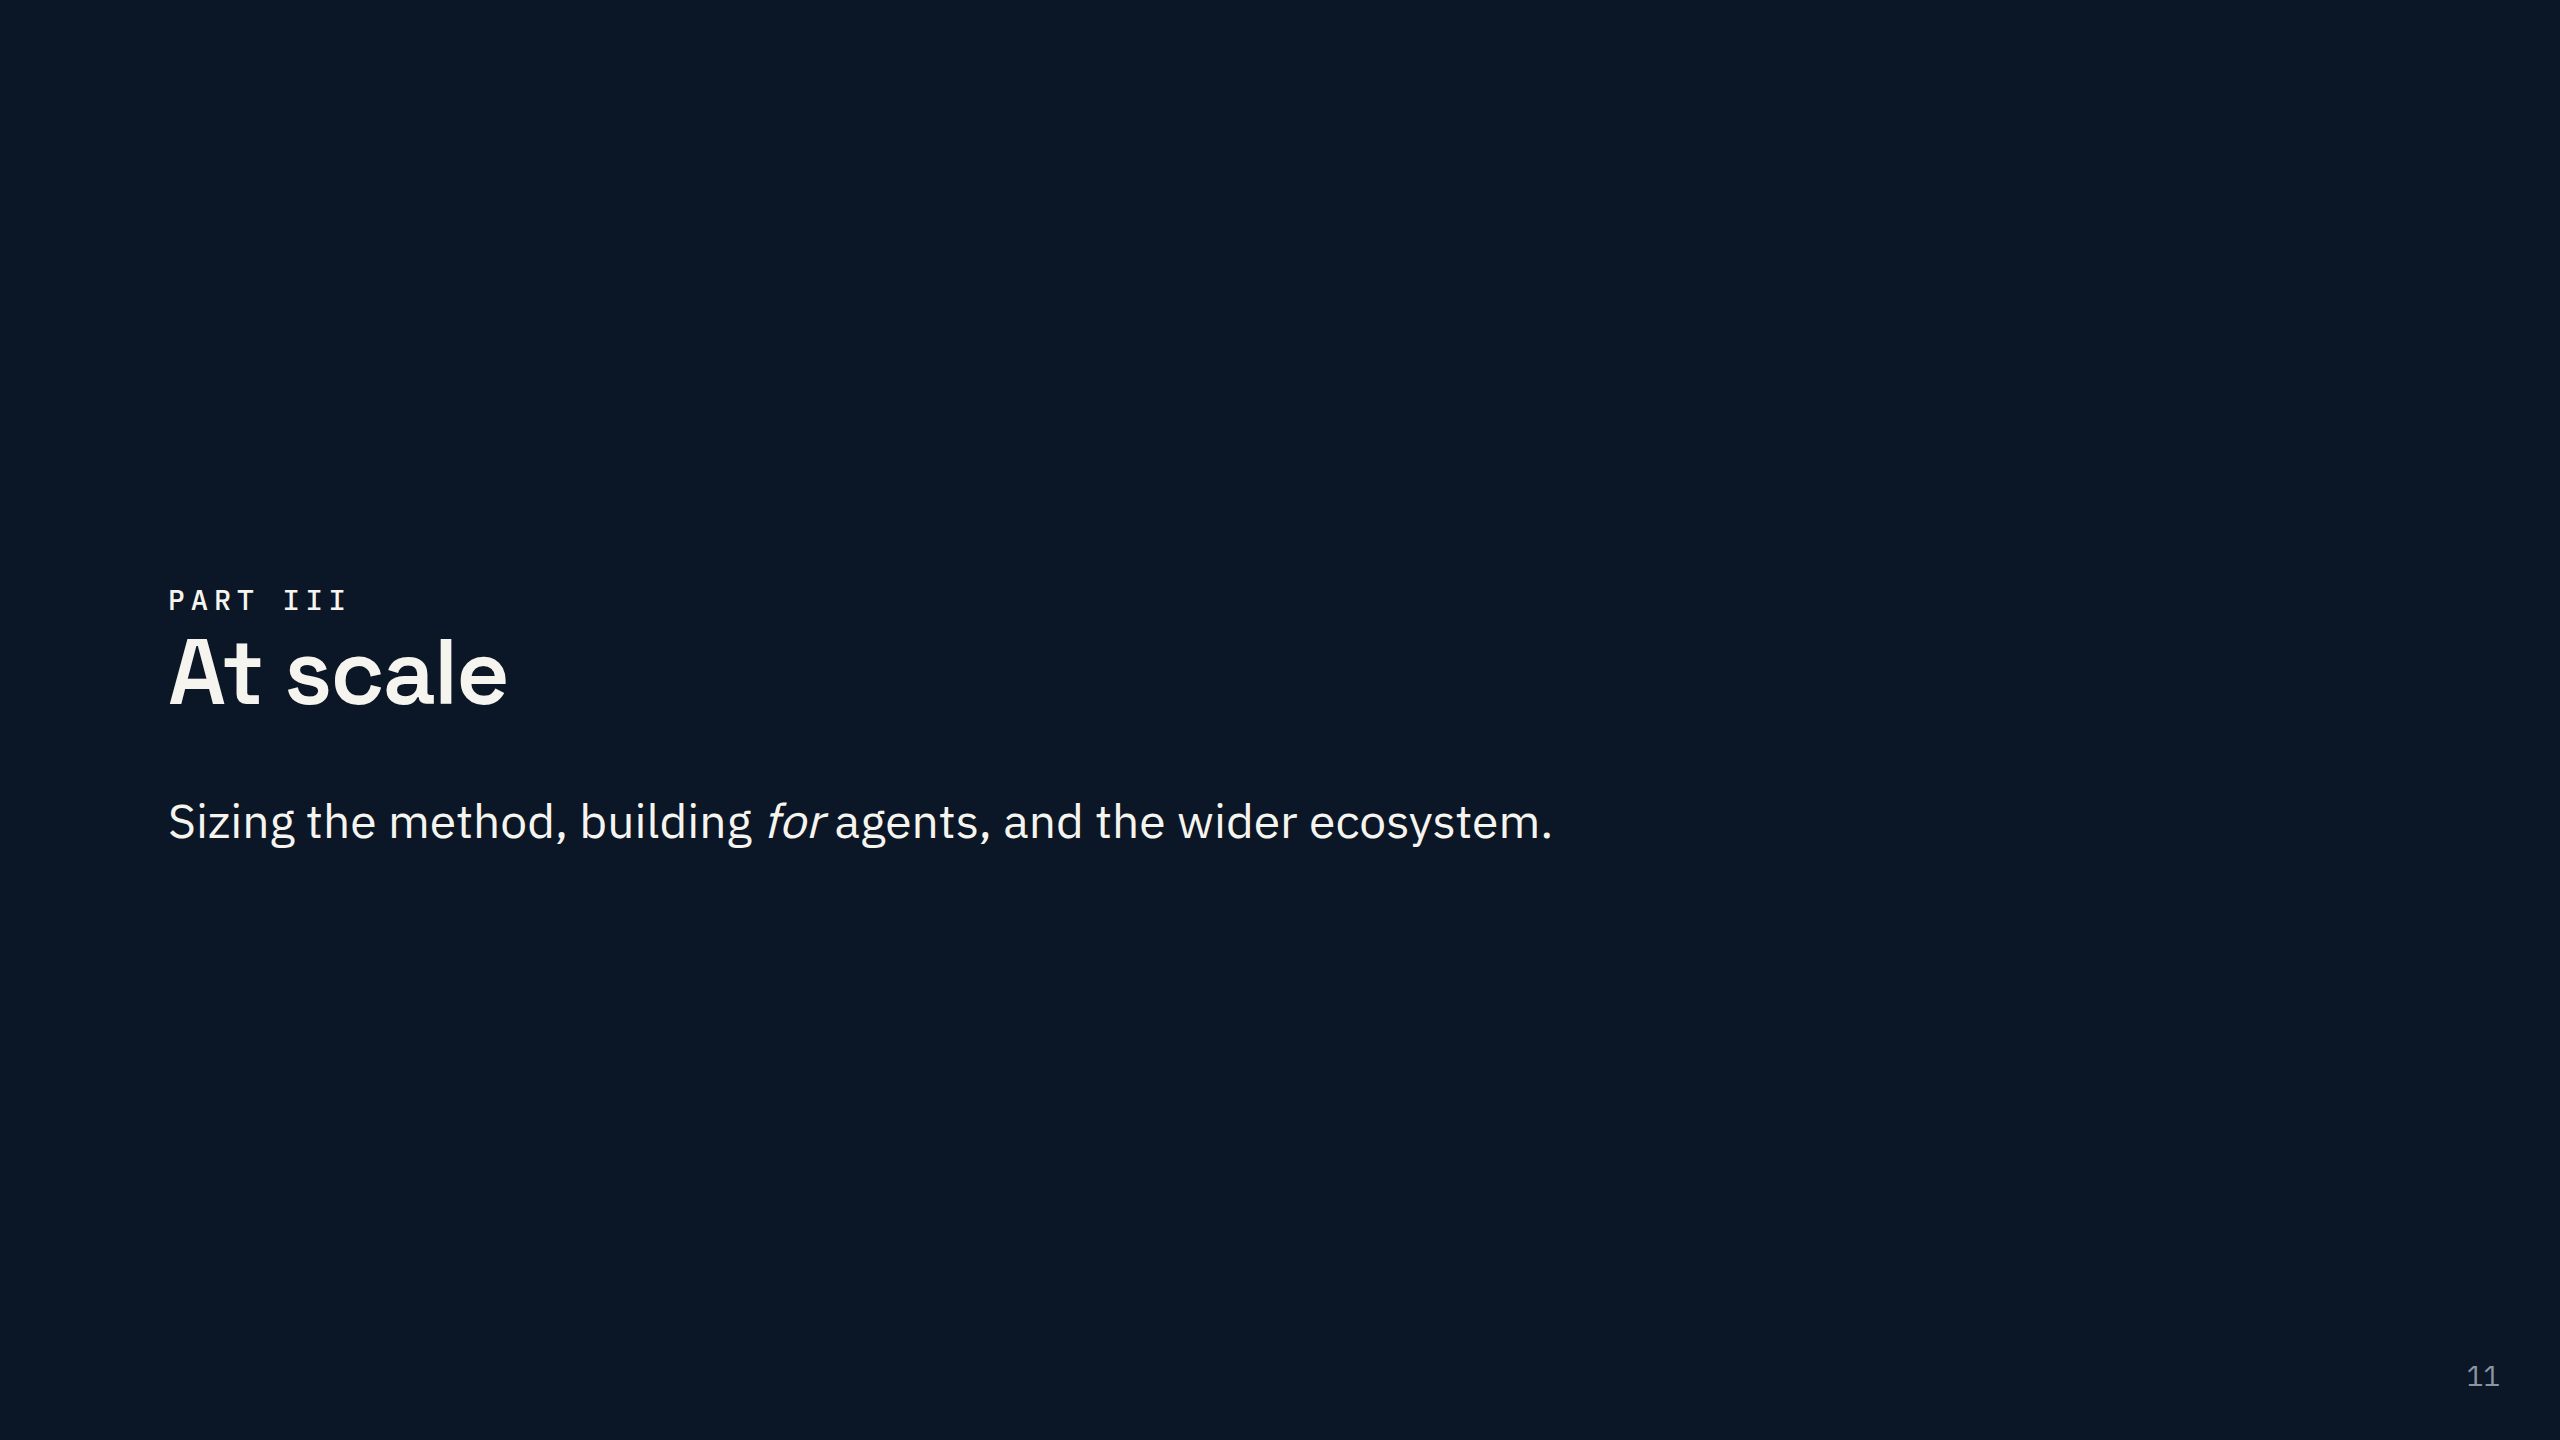 PART III
At scale
Sizing the method, building for agents, and the wider ecosystem.
11